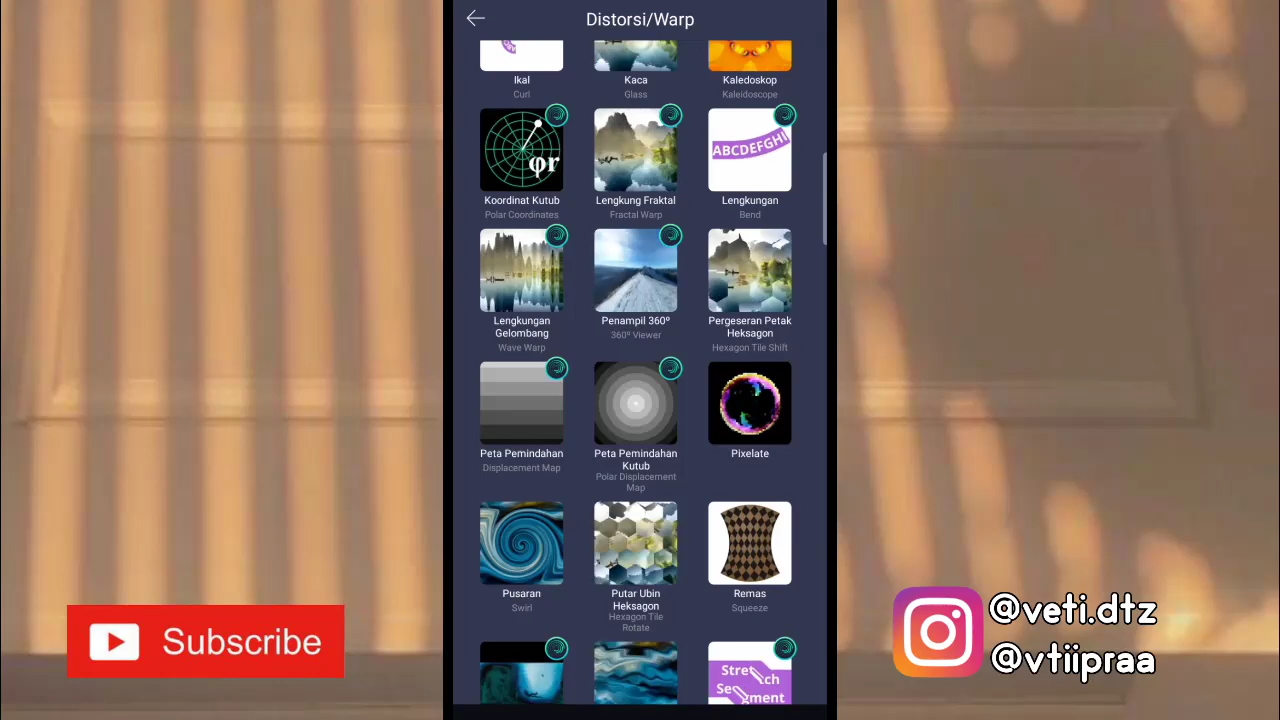 Distorsi/Warp
Ikal
Curl
Kaca
Glass
Kaledoskop
Kaleidoscope
φr
ABCDEFGHI
Koordinat Kutub
Polar Coordinates
Lengkung Fraktal
Fractal Warp
Lengkungan
Bend
Lengkungan
Gelombang
Wave Warp
Penampil 360º
360º Viewer
Pergeseran Petak
Heksagon
Hexagon Tile Shift
Peta Pemindahan
Displacement Map
Peta Pemindahan
Kutub
Polar Displacement
Map
Pixelate
Pusaran
Swirl
Putar Ubin
Heksagon
Hexagon Tile
Rotate
Remas
Squeeze
Stretch
Segment
Subscribe
@veti.dtz
@vtiipraa